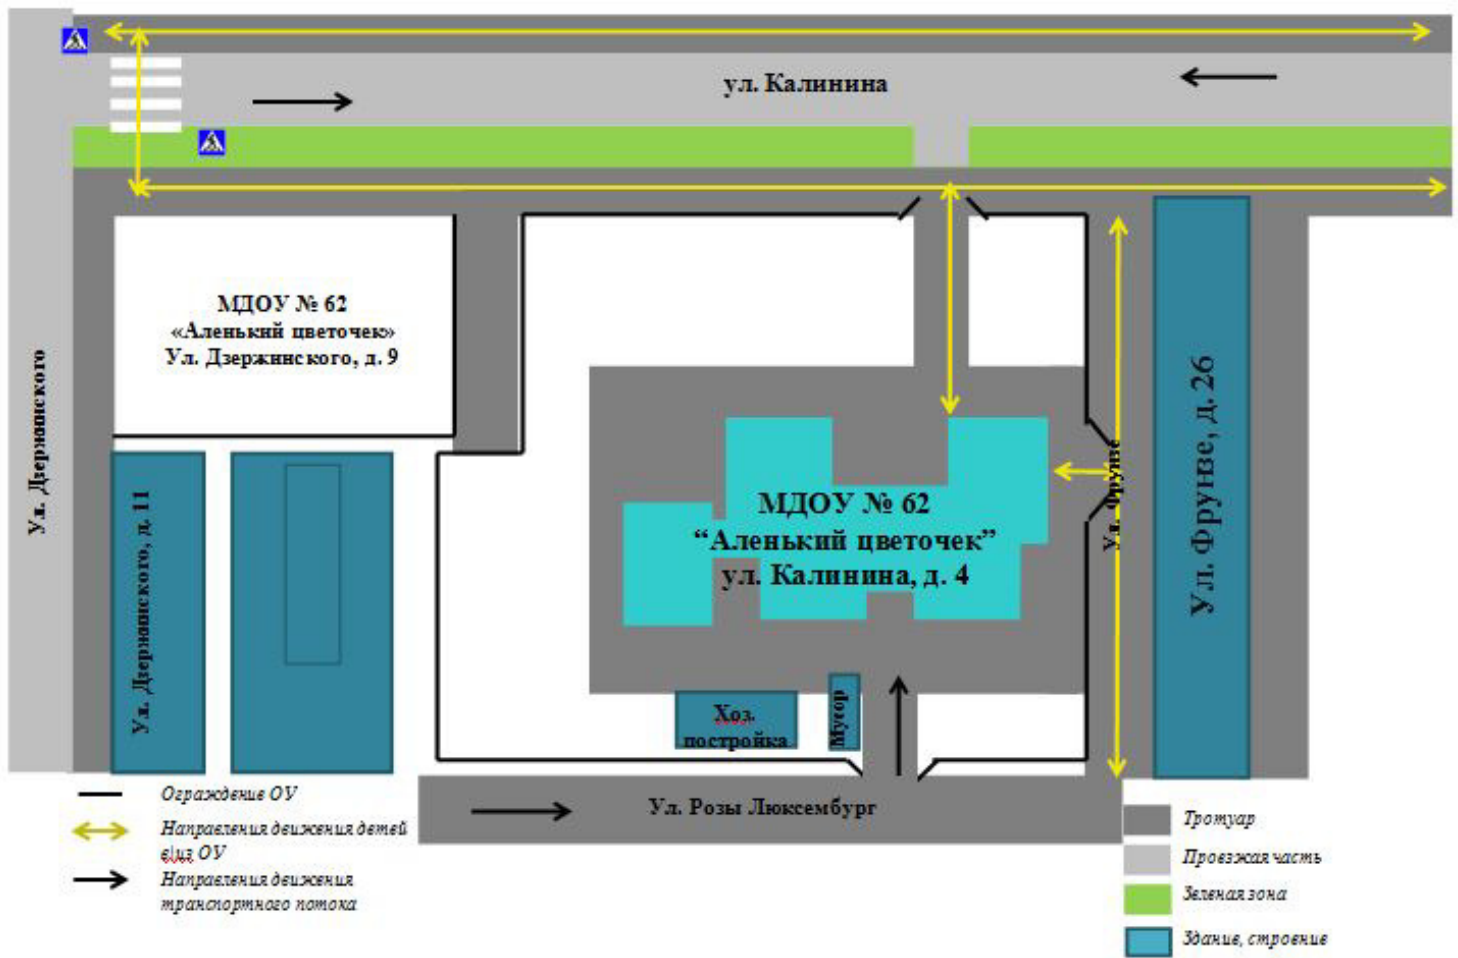 ул. Калинина
МДОУ № 62
«Аленький цветочек»
Ул. Дзержинского, д. 9
Ул. Дзержинского
Ул. Дзержинского, д. 11
МДОУ № 62
“Аленький цветочек”
ул. Калинина, д. 4
Ул. Фрунзе
Ул. Фрунзе, д. 26
Хоз.
постройка
Мусор
Ул. Розы Люксембург
Ограждение ОУ
Направления движения детей
в\из ОУ
Направления движения
транспортного потока
Тротуар
Проезжая часть
Зеленая зона
Здание, строение